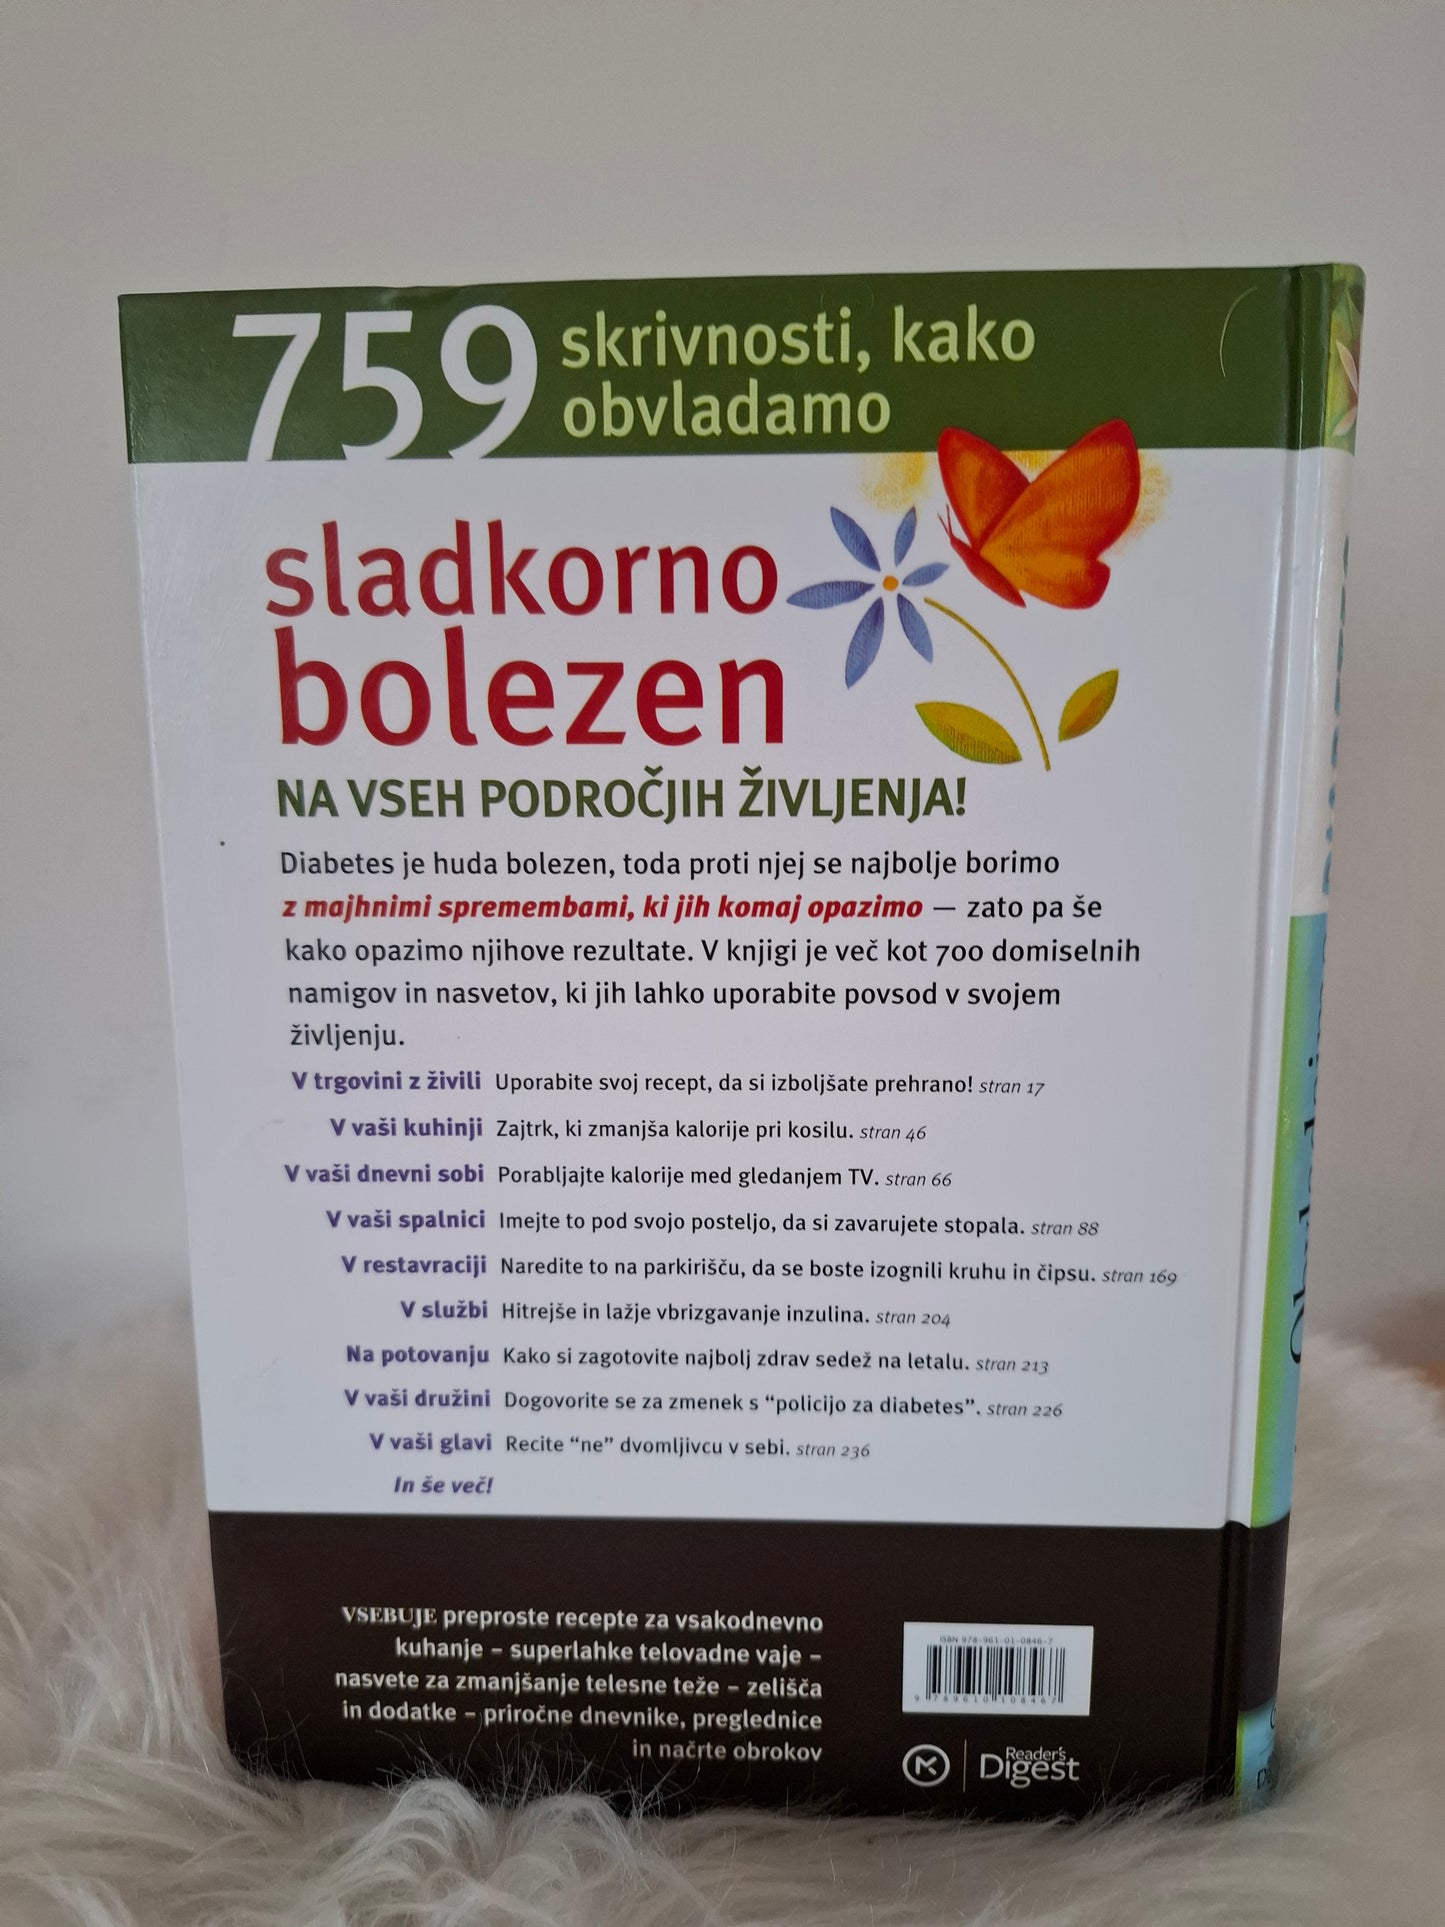 759 skrivnosti, kako
obvladamo
sladkorno
bolezen
NA VSEH PODROČJIH ŽIVLJENJA!
Diabetes je huda bolezen, toda proti njej se najbolje borimo
z majhnimi spremembami, ki jih komaj opazimo — zato pa še
kako opazimo njihove rezultate. V knjigi je več kot 700 domiselnih
namigov in nasvetov, ki jih lahko uporabite povsod v svojem
življenju.
V trgovini z živili Uporabite svoj recept, da si izboljšate prehrano! stran 17
V vaši kuhinji Zajtrk, ki zmanjša kalorije pri kosilu. stran 46
V vaši dnevni sobi Porabljajte kalorije med gledanjem TV. stran 66
V vaši spalnici Imejte to pod svojo posteljo, da si zavarujete stopala. stran 88
V restavraciji Naredite to na parkirišču, da se boste izognili kruhu in čipsu. stran 169
V službi Hitrejše in lažje vbrizgavanje inzulina. stran 204
Na potovanju Kako si zagotovite najbolj zdrav sedež na letalu. stran 213
V vaši družini Dogovorite se za zmenek s “policijo za diabetes”. stran 226
V vaši glavi Recite “ne” dvomljivcu v sebi. stran 236
In še več!
VSEBUJE preproste recepte za vsakodnevno
kuhanje – superlahke telovadne vaje –
nasvete za zmanjšanje telesne teže – zelišča
in dodatke – priročne dnevnike, preglednice
in načrte obrokov
ISBN 978-961-01-0846-7
9 789610 108467
Reader's
Digest